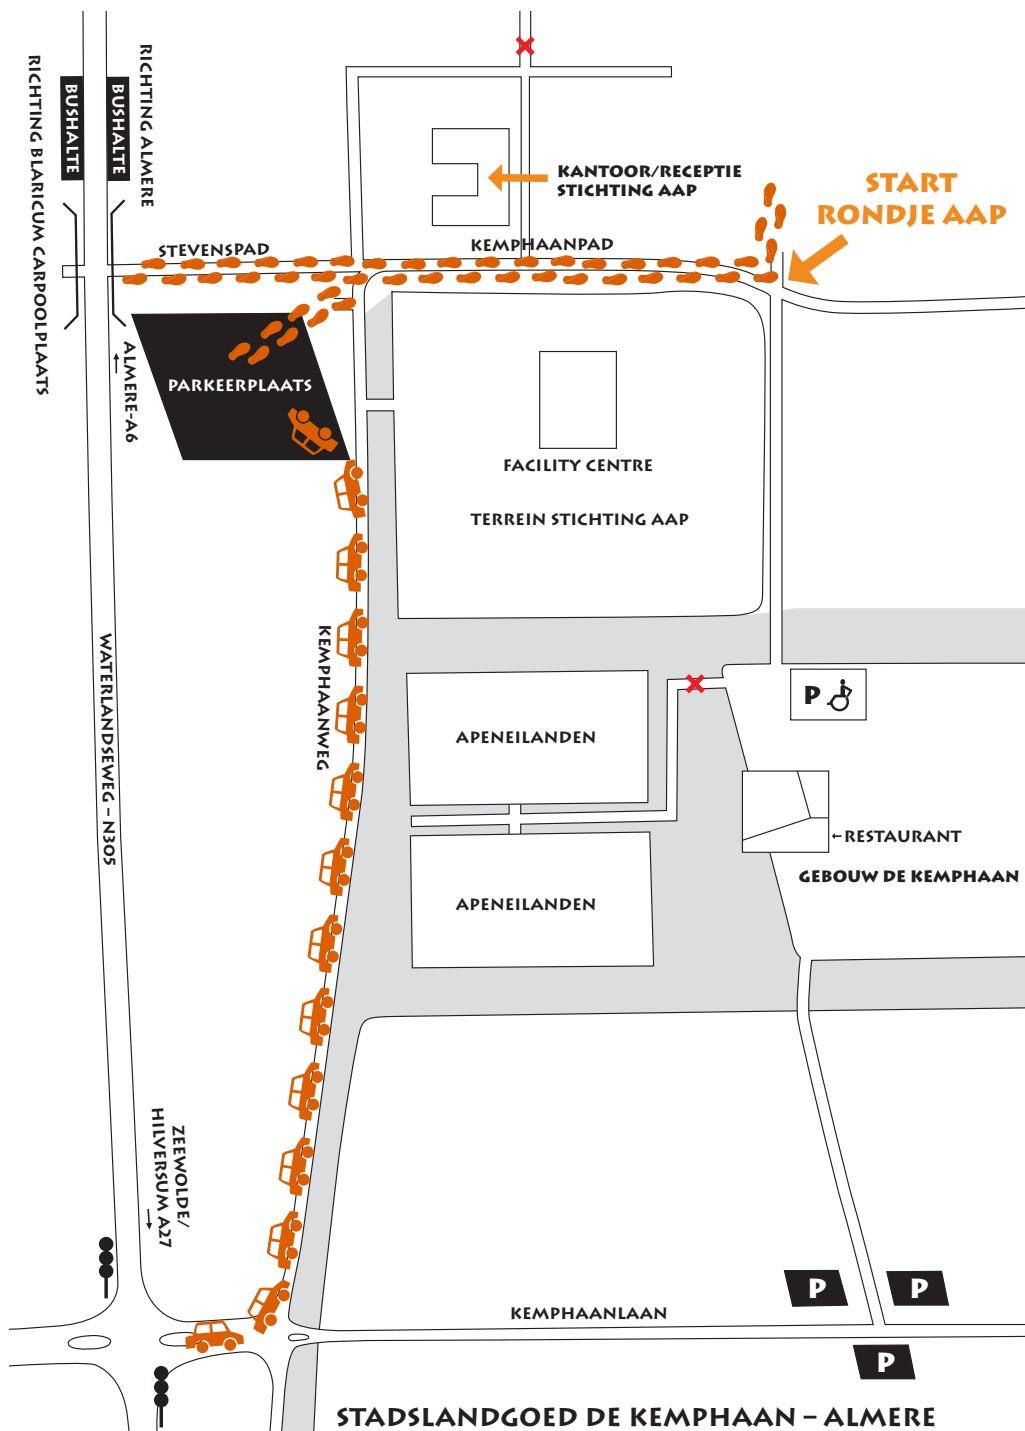 RICHTING ALMERE
BUSHALTE
BUSHALTE
RICHTING BLARICUM CARPOOLPLAATS
KANTOOR/RECEPTIE
STICHTING AAP
START
RONDJE AAP
STEVENSPAD
KEMPHAANPAD
ALMERE-A6
PARKEERPLAATS
FACILITY CENTRE
TERREIN STICHTING AAP
KEMPHAANWEG
WATERLANDSEWEG – N305
P
APENEILANDEN
RESTAURANT
GEBOUW DE KEMPHAAN
APENEILANDEN
ZEEWOLDE/
HILVERSUM A27
P
P
KEMPHAANLAAN
P
STADSLANDGOED DE KEMPHAAN – ALMERE